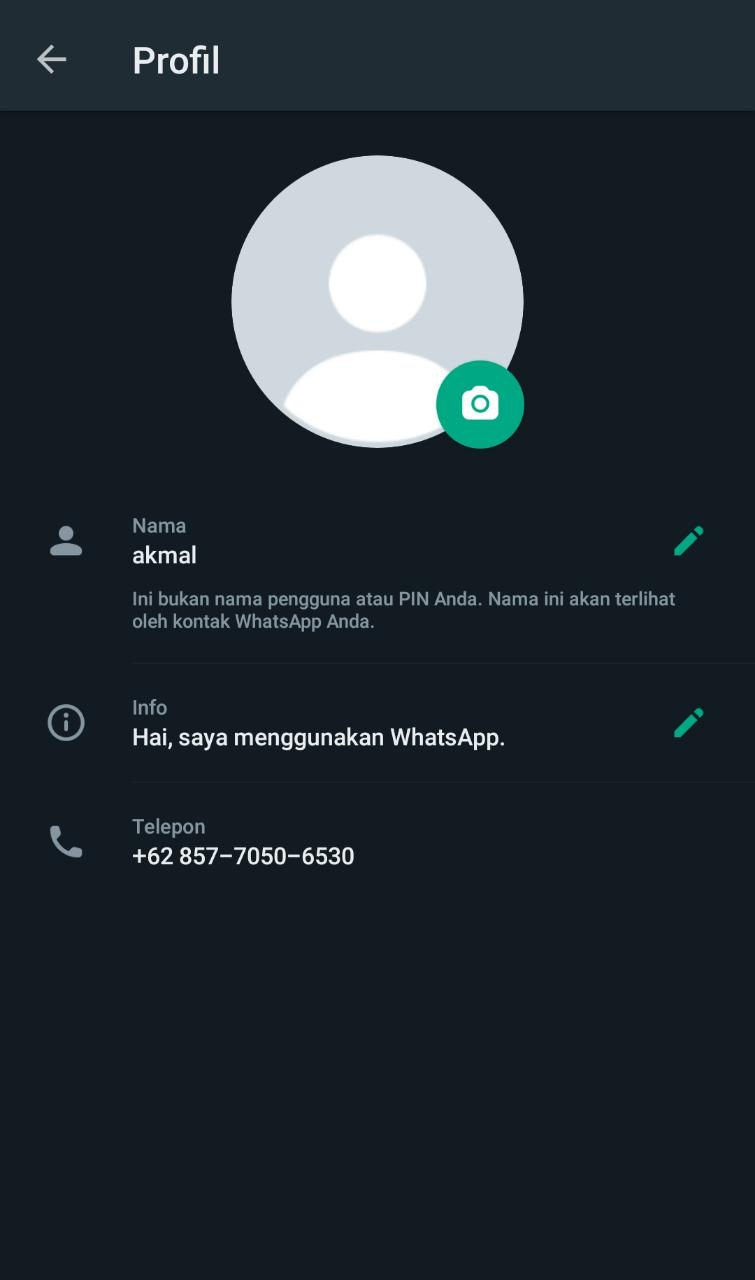 Profil
Nama
akmal
Ini bukan nama pengguna atau PIN Anda. Nama ini akan terlihat
oleh kontak WhatsApp Anda.
Info
Hai, saya menggunakan WhatsApp.
Telepon
+62 857–7050–6530